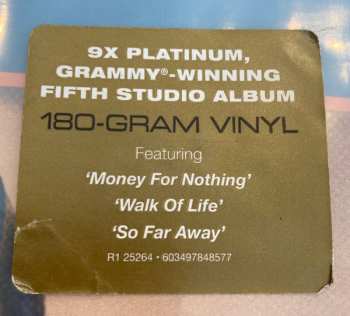 9X PLATINUM,
GRAMMY®-WINNING
FIFTH STUDIO ALBUM
180-GRAM VINYL
Featuring
‘Money For Nothing’
‘Walk Of Life’
‘So Far Away’
R1 25264 • 603497848577